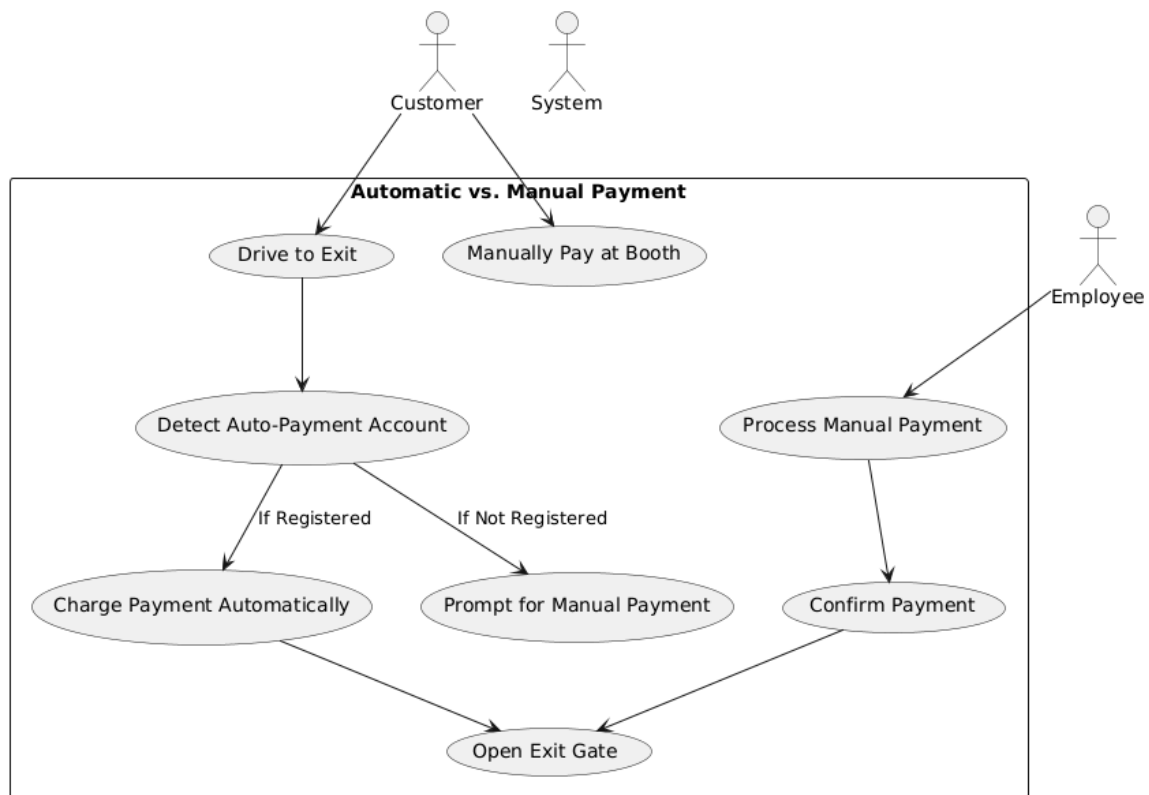 Customer
System
Automatic vs. Manual Payment
Drive to Exit
Manually Pay at Booth
Employee
Detect Auto-Payment Account
Process Manual Payment
If Registered
If Not Registered
Charge Payment Automatically
Prompt for Manual Payment
Confirm Payment
Open Exit Gate